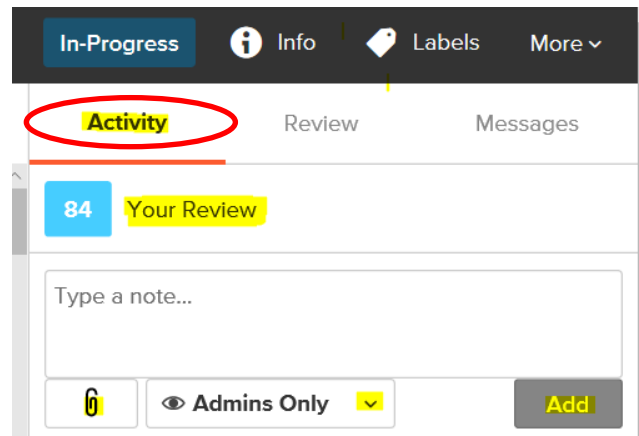 In-Progress Info Labels More
Activity Review Messages
84 Your Review
Type a note...
Admins Only Add